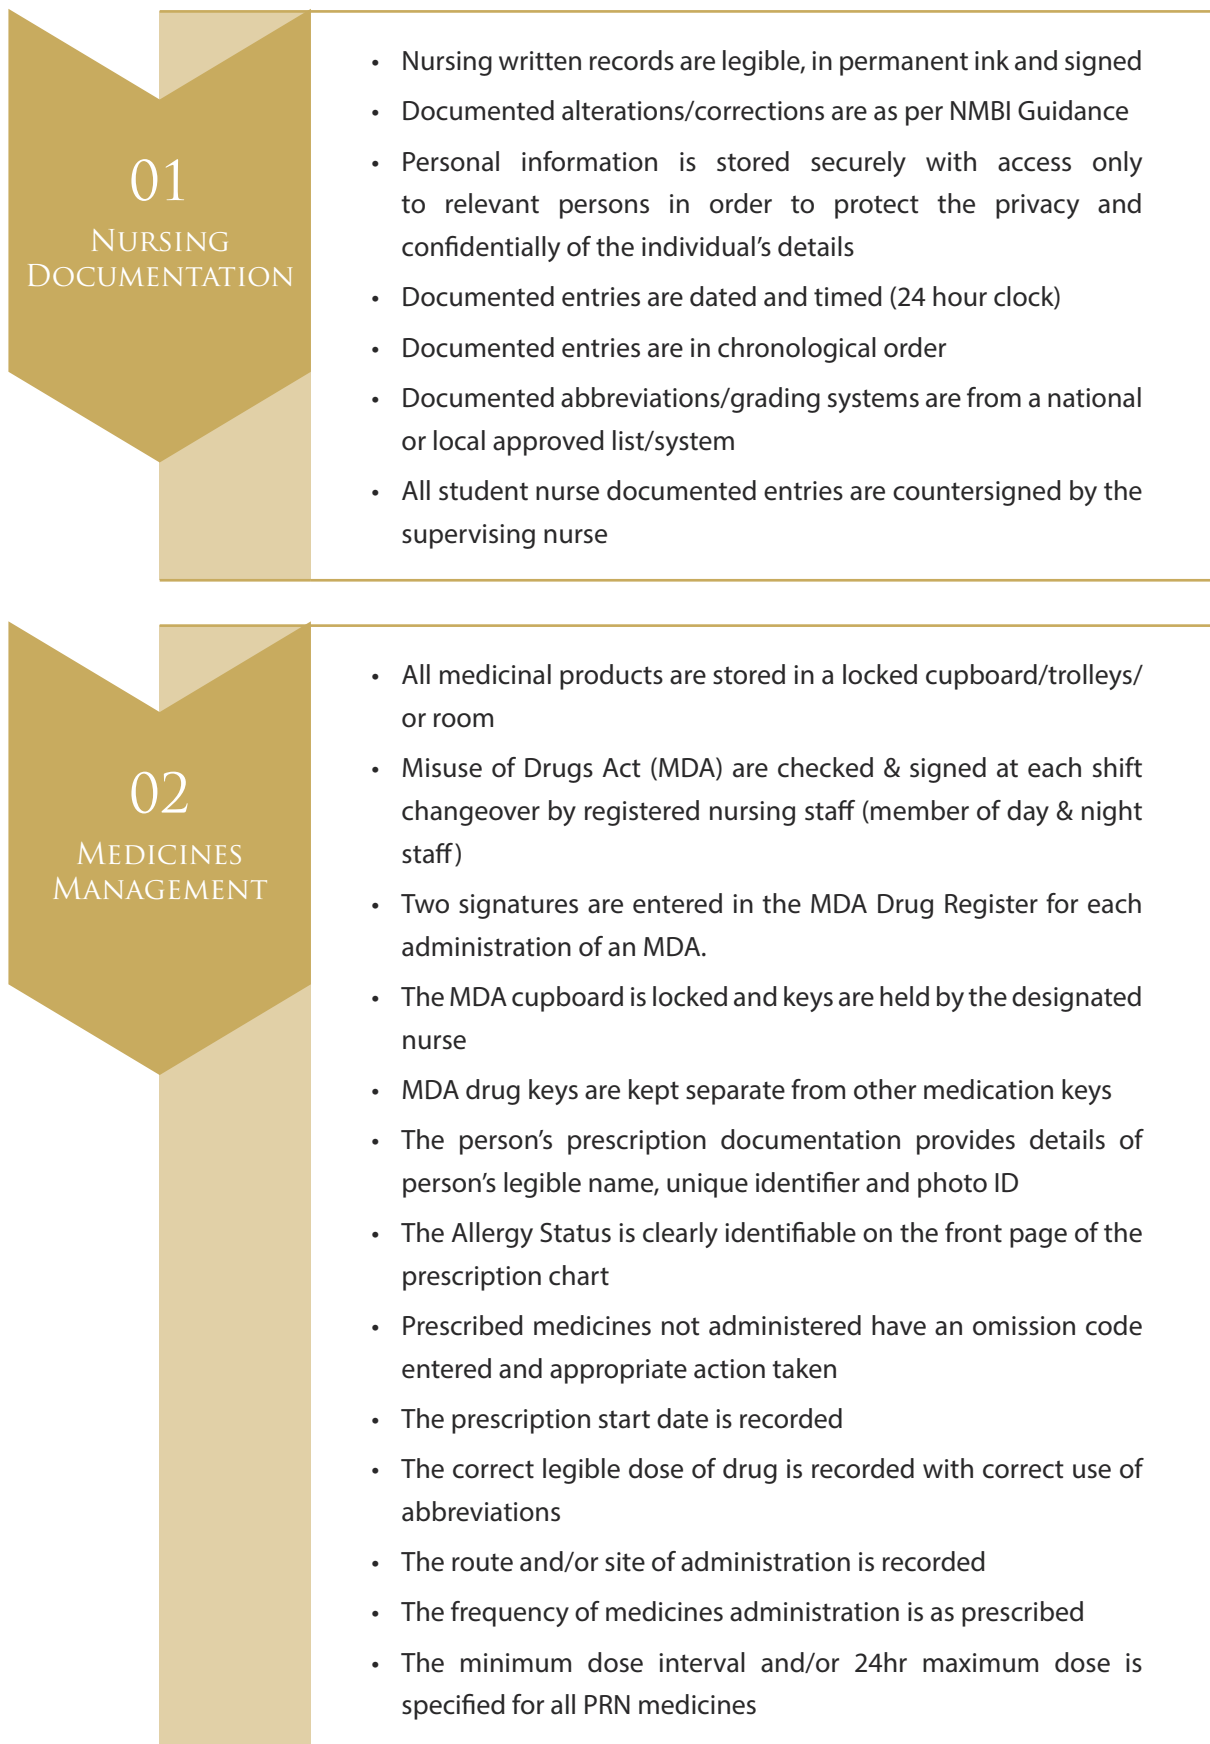 01
Nursing
Documentation
• Nursing written records are legible, in permanent ink and signed
• Documented alterations/corrections are as per NMBI Guidance
• Personal information is stored securely with access only
to relevant persons in order to protect the privacy and
confidentially of the individual’s details
• Documented entries are dated and timed (24 hour clock)
• Documented entries are in chronological order
• Documented abbreviations/grading systems are from a national
or local approved list/system
• All student nurse documented entries are countersigned by the
supervising nurse
02
Medicines
Management
• All medicinal products are stored in a locked cupboard/trolleys/
or room
• Misuse of Drugs Act (MDA) are checked & signed at each shift
changeover by registered nursing staff (member of day & night
staff)
• Two signatures are entered in the MDA Drug Register for each
administration of an MDA.
• The MDA cupboard is locked and keys are held by the designated
nurse
• MDA drug keys are kept separate from other medication keys
• The person’s prescription documentation provides details of
person’s legible name, unique identifier and photo ID
• The Allergy Status is clearly identifiable on the front page of the
prescription chart
• Prescribed medicines not administered have an omission code
entered and appropriate action taken
• The prescription start date is recorded
• The correct legible dose of drug is recorded with correct use of
abbreviations
• The route and/or site of administration is recorded
• The frequency of medicines administration is as prescribed
• The minimum dose interval and/or 24hr maximum dose is
specified for all PRN medicines